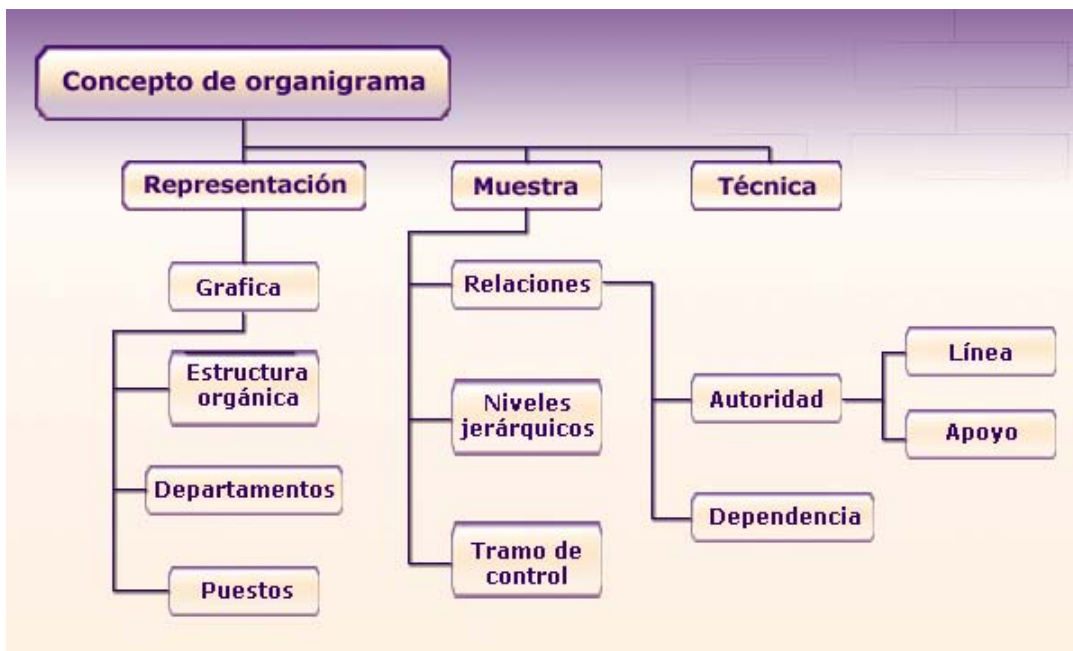 Concepto de organigrama
Representación
Muestra
Técnica
Grafica
Estructura
orgánica
Departamentos
Puestos
Relaciones
Niveles
jerárquicos
Tramo de
control
Autoridad
Dependencia
Línea
Apoyo